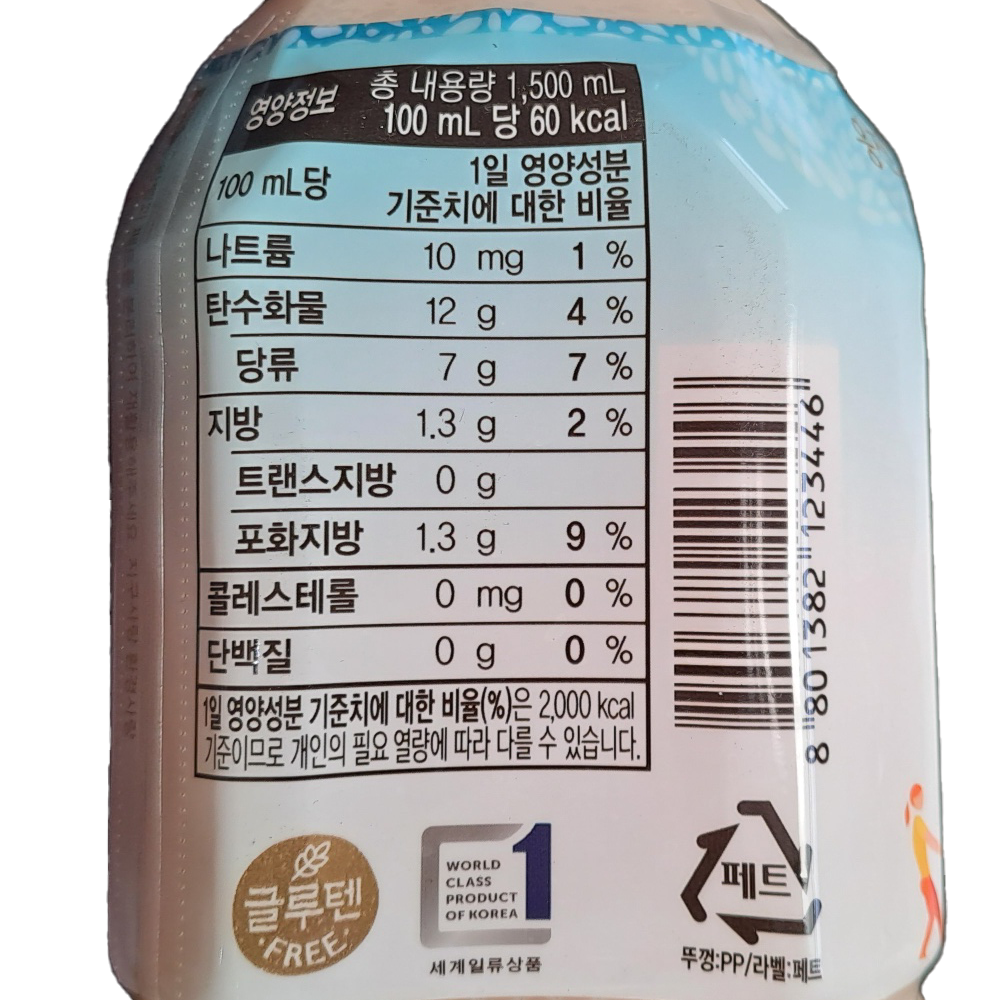 영양정보
총 내용량 1,500 mL
100 mL 당 60 kcal
100 mL당
1일 영양성분
기준치에 대한 비율
나트륨 10 mg 1 %
탄수화물 12 g 4 %
당류 7 g 7 %
지방 1.3 g 2 %
트랜스지방 0 g
포화지방 1.3 g 9 %
콜레스테롤 0 mg 0 %
단백질 0 g 0 %
1일 영양성분 기준치에 대한 비율(%)은 2,000 kcal
기준이므로 개인의 필요 열량에 따라 다를 수 있습니다.
8 801382 123446
글루텐
FREE
WORLD
CLASS
PRODUCT
OF KOREA
1
세계일류상품
페트
뚜껑:PP/라벨:페트